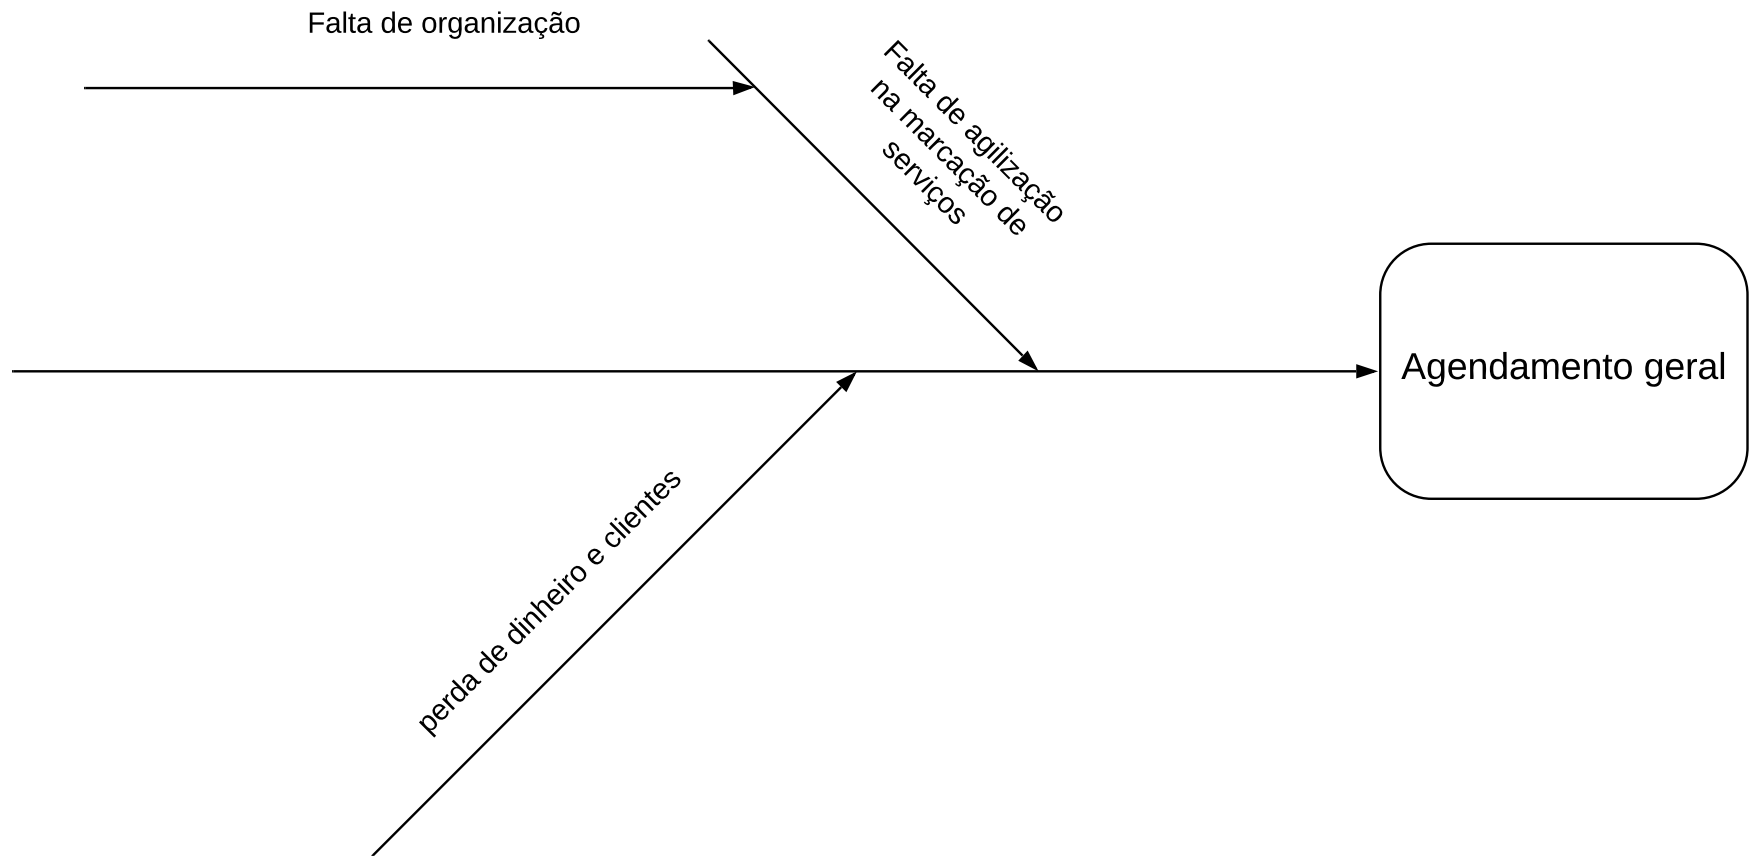 Falta de organização
Falta de agilização
na marcação de
serviços
Agendamento geral
perda de dinheiro e clientes